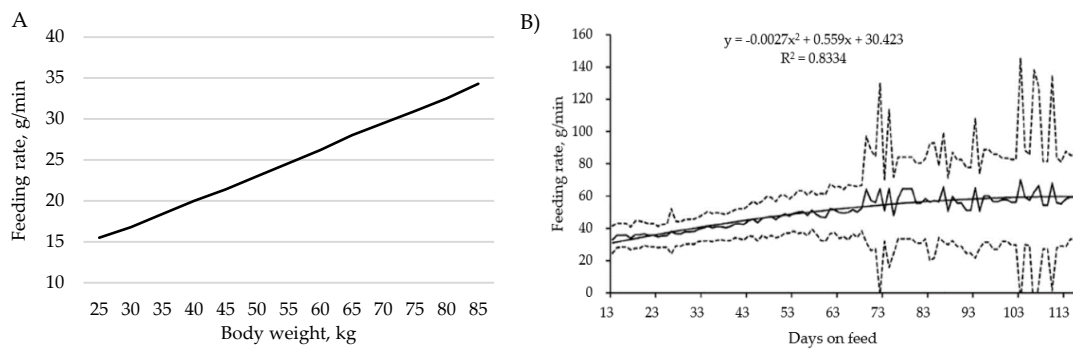 A
40
35
30
25
20
15
10
Feeding rate, g/min
25 30 35 40 45 50 55 60 65 70 75 80 85
Body weight, kg
B)
y = -0.0027x² + 0.559x + 30.423
R² = 0.8334
160
140
120
100
80
60
40
20
0
Feeding rate, g/min
13 23 33 43 53 63 73 83 93 103 113
Days on feed